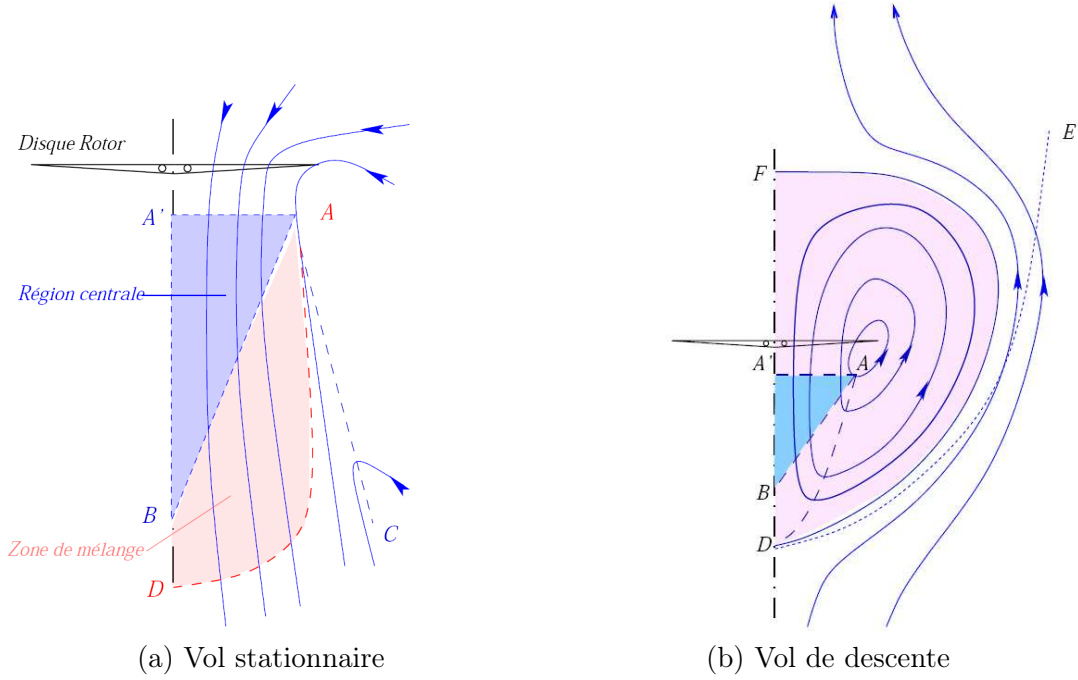 Disque Rotor
A'
A
Région centrale
B
C
Zone de mélange
D
(a) Vol stationnaire
E
F
A'
A
B
D
(b) Vol de descente